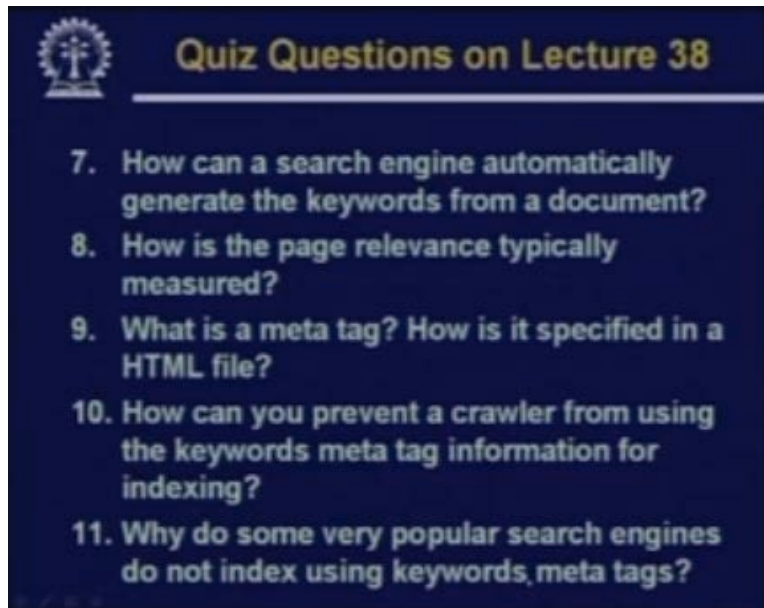 Quiz Questions on Lecture 38
7. How can a search engine automatically
generate the keywords from a document?
8. How is the page relevance typically
measured?
9. What is a meta tag? How is it specified in a
HTML file?
10. How can you prevent a crawler from using
the keywords meta tag information for
indexing?
11. Why do some very popular search engines
do not index using keywords meta tags?